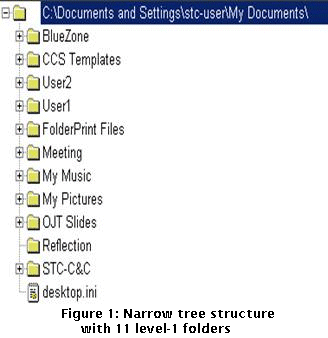 C:\Documents and Settings\stc-user\My Documents\
BlueZone
CCS Templates
User2
User1
FolderPrint Files
Meeting
My Music
My Pictures
OJT Slides
Reflection
STC-C&C
desktop.ini
Figure 1: Narrow tree structure
with 11 level-1 folders